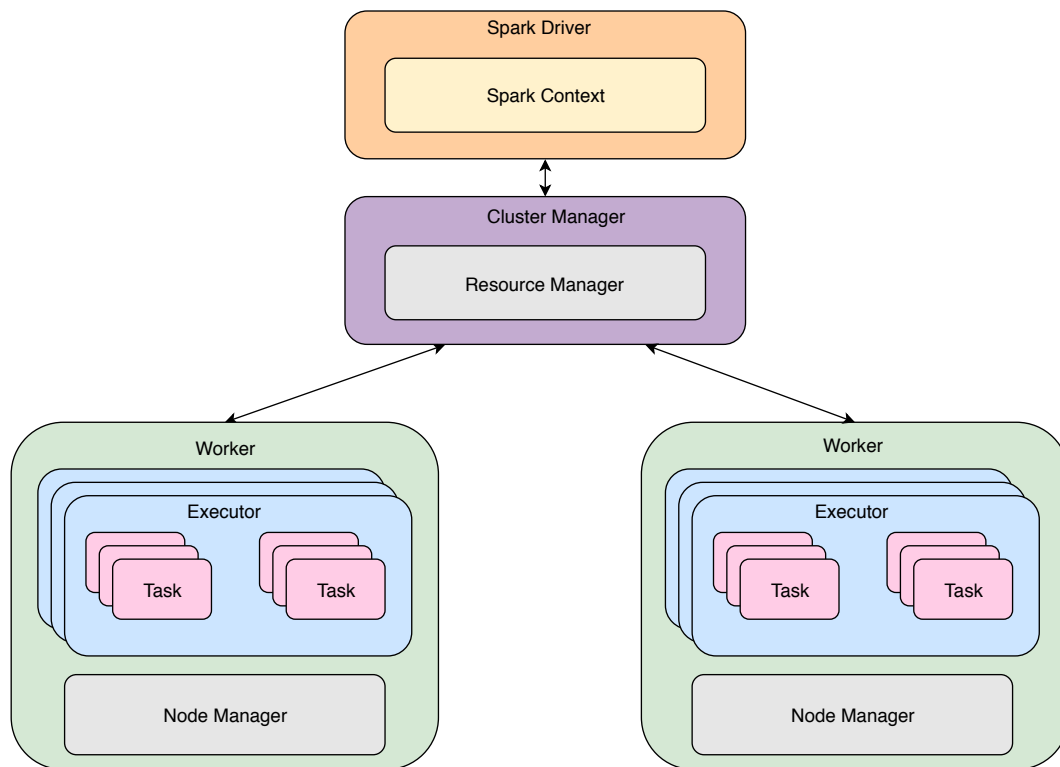 Spark Driver
Spark Context
Cluster Manager
Resource Manager
Worker
Executor
Task
Task
Node Manager
Worker
Executor
Task
Task
Node Manager